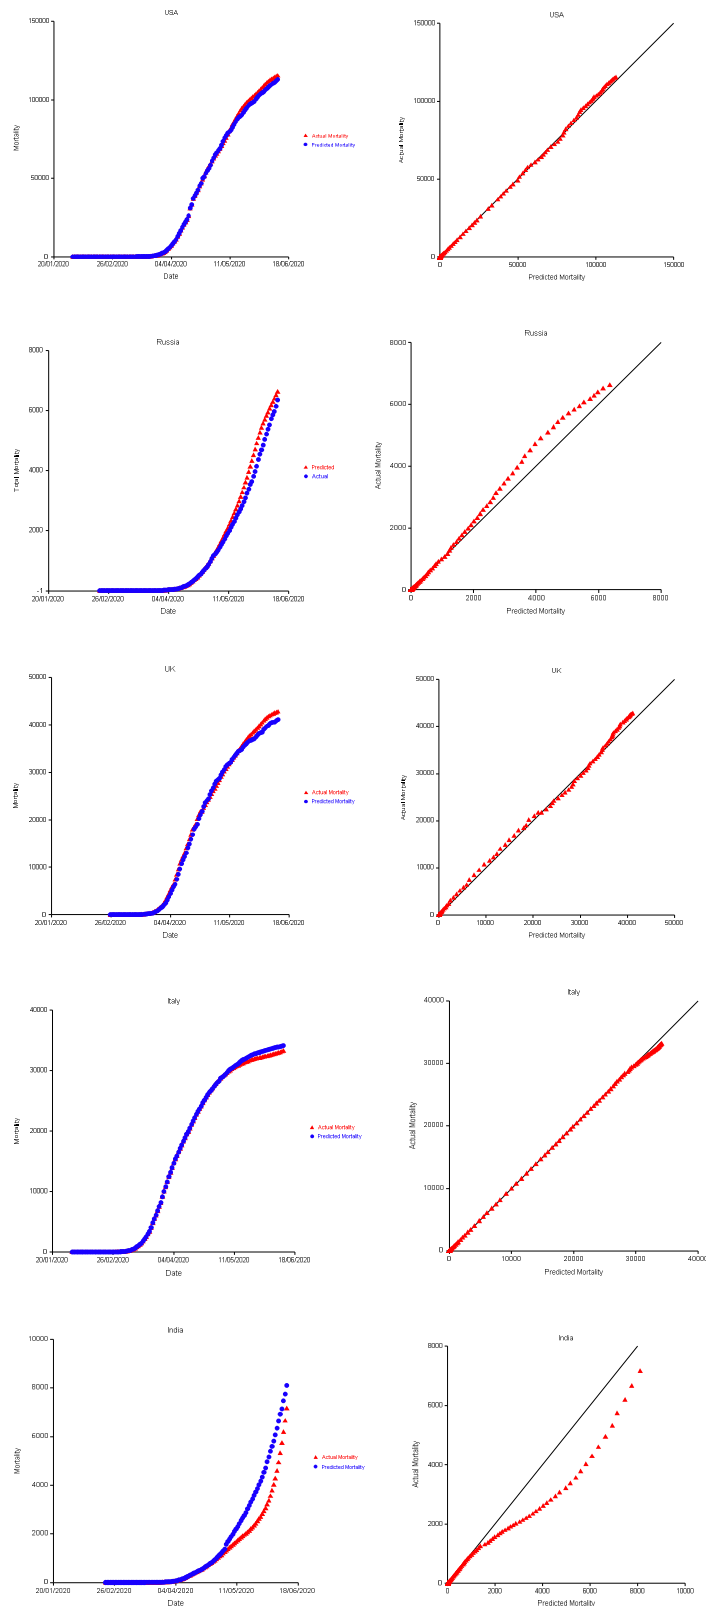 USA
150000
100000
Mortality
Actual Mortality
Predicted Mortality
50000
0
20/01/2020 26/02/2020 04/04/2020 11/05/2020 18/06/2020
Date
USA
150000
100000
Actual Mortality
50000
0
0 50000 100000 150000
Predicted Mortality
Russia
8000
6000
4000
Total Mortality
Predicted
Actual
2000
-1
20/01/2020 26/02/2020 04/04/2020 11/05/2020 18/06/2020
Date
Russia
8000
6000
Actual Mortality
4000
2000
0
0 2000 4000 6000 8000
Predicted Mortality
UK
50000
40000
30000
Mortality
Actual Mortality
Predicted Mortality
20000
10000
0
20/01/2020 26/02/2020 04/04/2020 11/05/2020 18/06/2020
Date
UK
50000
40000
30000
Actual Mortality
20000
10000
0
0 10000 20000 30000 40000 50000
Predicted Mortality
Italy
40000
30000
20000
Mortality
Actual Mortality
Predicted Mortality
10000
0
20/01/2020 26/02/2020 04/04/2020 11/05/2020 18/06/2020
Date
Italy
40000
30000
Actual Mortality
20000
10000
0
0 10000 20000 30000 40000
Predicted Mortality
India
10000
8000
6000
Mortality
Actual Mortality
Predicted Mortality
4000
2000
0
20/01/2020 26/02/2020 04/04/2020 11/05/2020 18/06/2020
Date
India
8000
6000
Actual Mortality
4000
2000
0
0 2000 4000 6000 8000 10000
Predicted Mortality